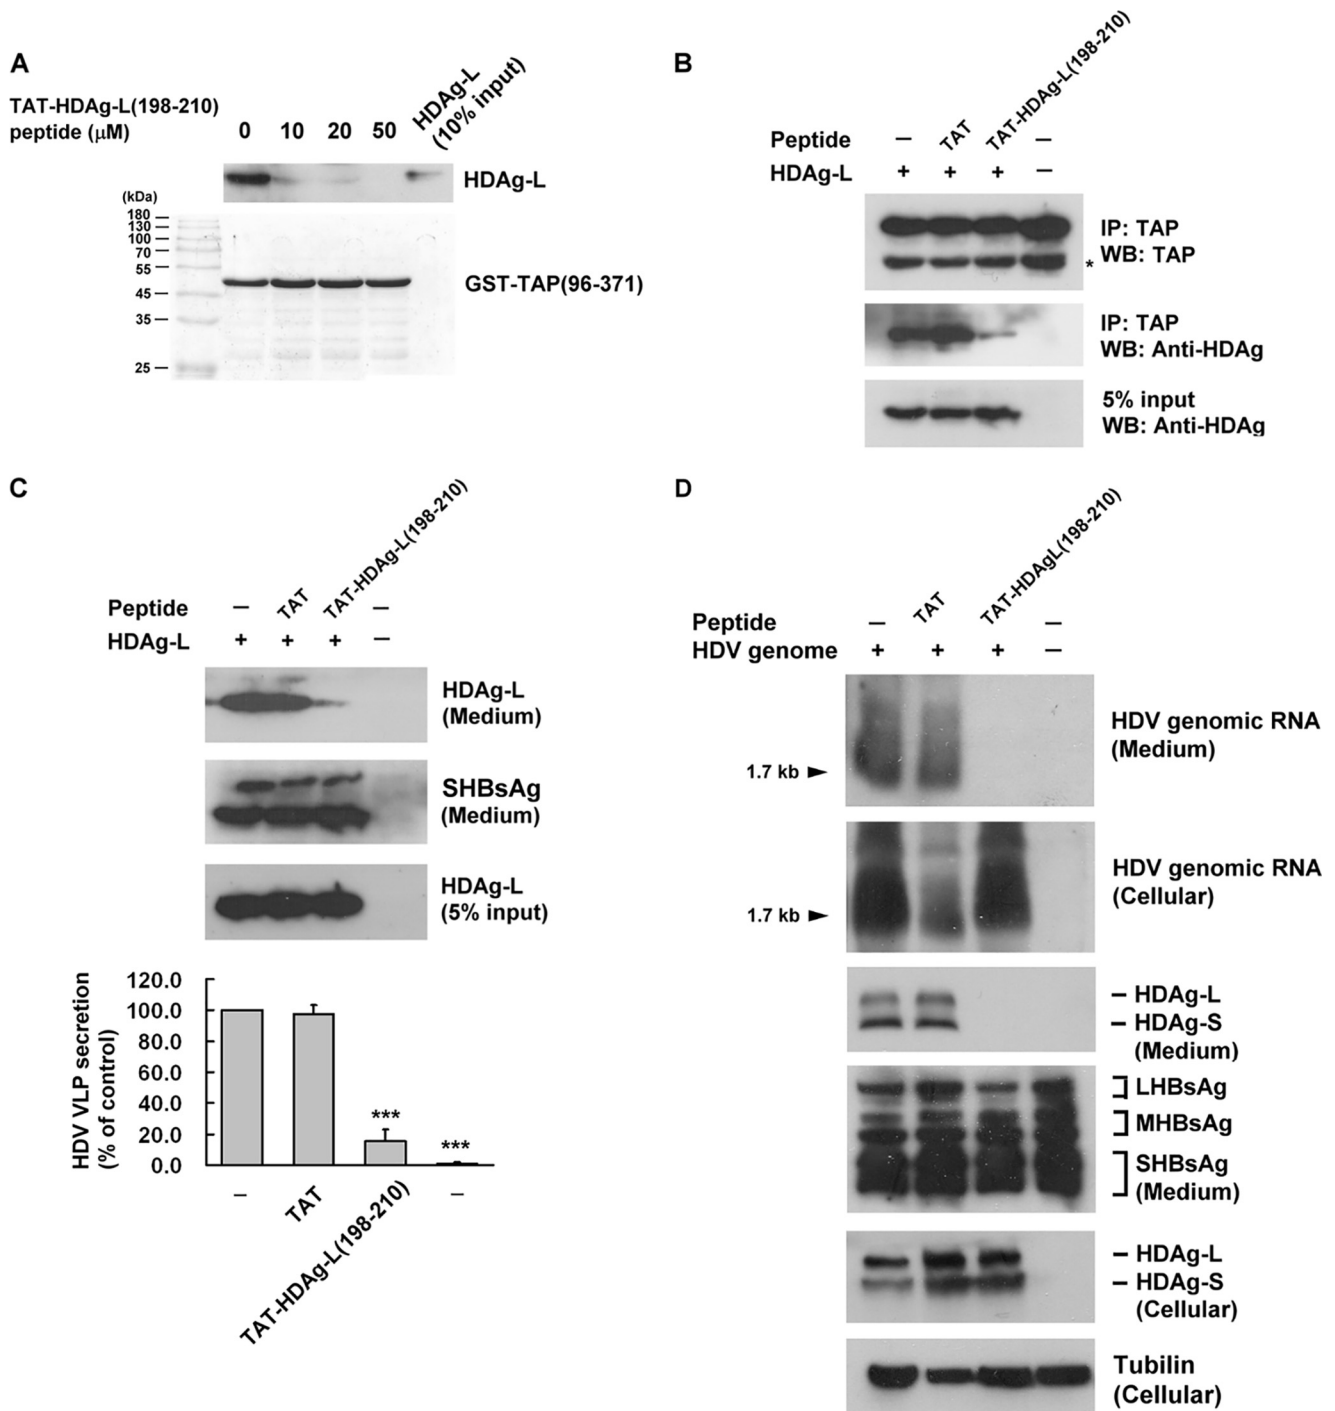 A
TAT-HDAg-L(198-210)
peptide (μM)
0 10 20 50
HDAg-L
(10% input)
HDAg-L
(kDa)
180
130
100
70
55
45
35
25
GST-TAP(96-371)
B
Peptide
– TAT TAT-HDAg-L(198-210) –
HDAg-L + + + –
IP: TAP
WB: TAP
*
IP: TAP
WB: Anti-HDAg
5% input
WB: Anti-HDAg
C
Peptide – TAT TAT-HDAg-L(198-210) –
HDAg-L + + + –
HDAg-L
(Medium)
SHBsAg
(Medium)
HDAg-L
(5% input)
HDV VLP secretion
(% of control)
120.0
100.0
80.0
60.0
40.0
20.0
0.0
***
***
– TAT TAT-HDAg-L(198-210) –
D
Peptide – TAT TAT-HDAgL(198-210) –
HDV genome + + + –
HDV genomic RNA
(Medium)
1.7 kb
HDV genomic RNA
(Cellular)
1.7 kb
– HDAg-L
– HDAg-S
(Medium)
LHBsAg
MHBsAg
SHBsAg
(Medium)
– HDAg-L
– HDAg-S
(Cellular)
Tubilin
(Cellular)